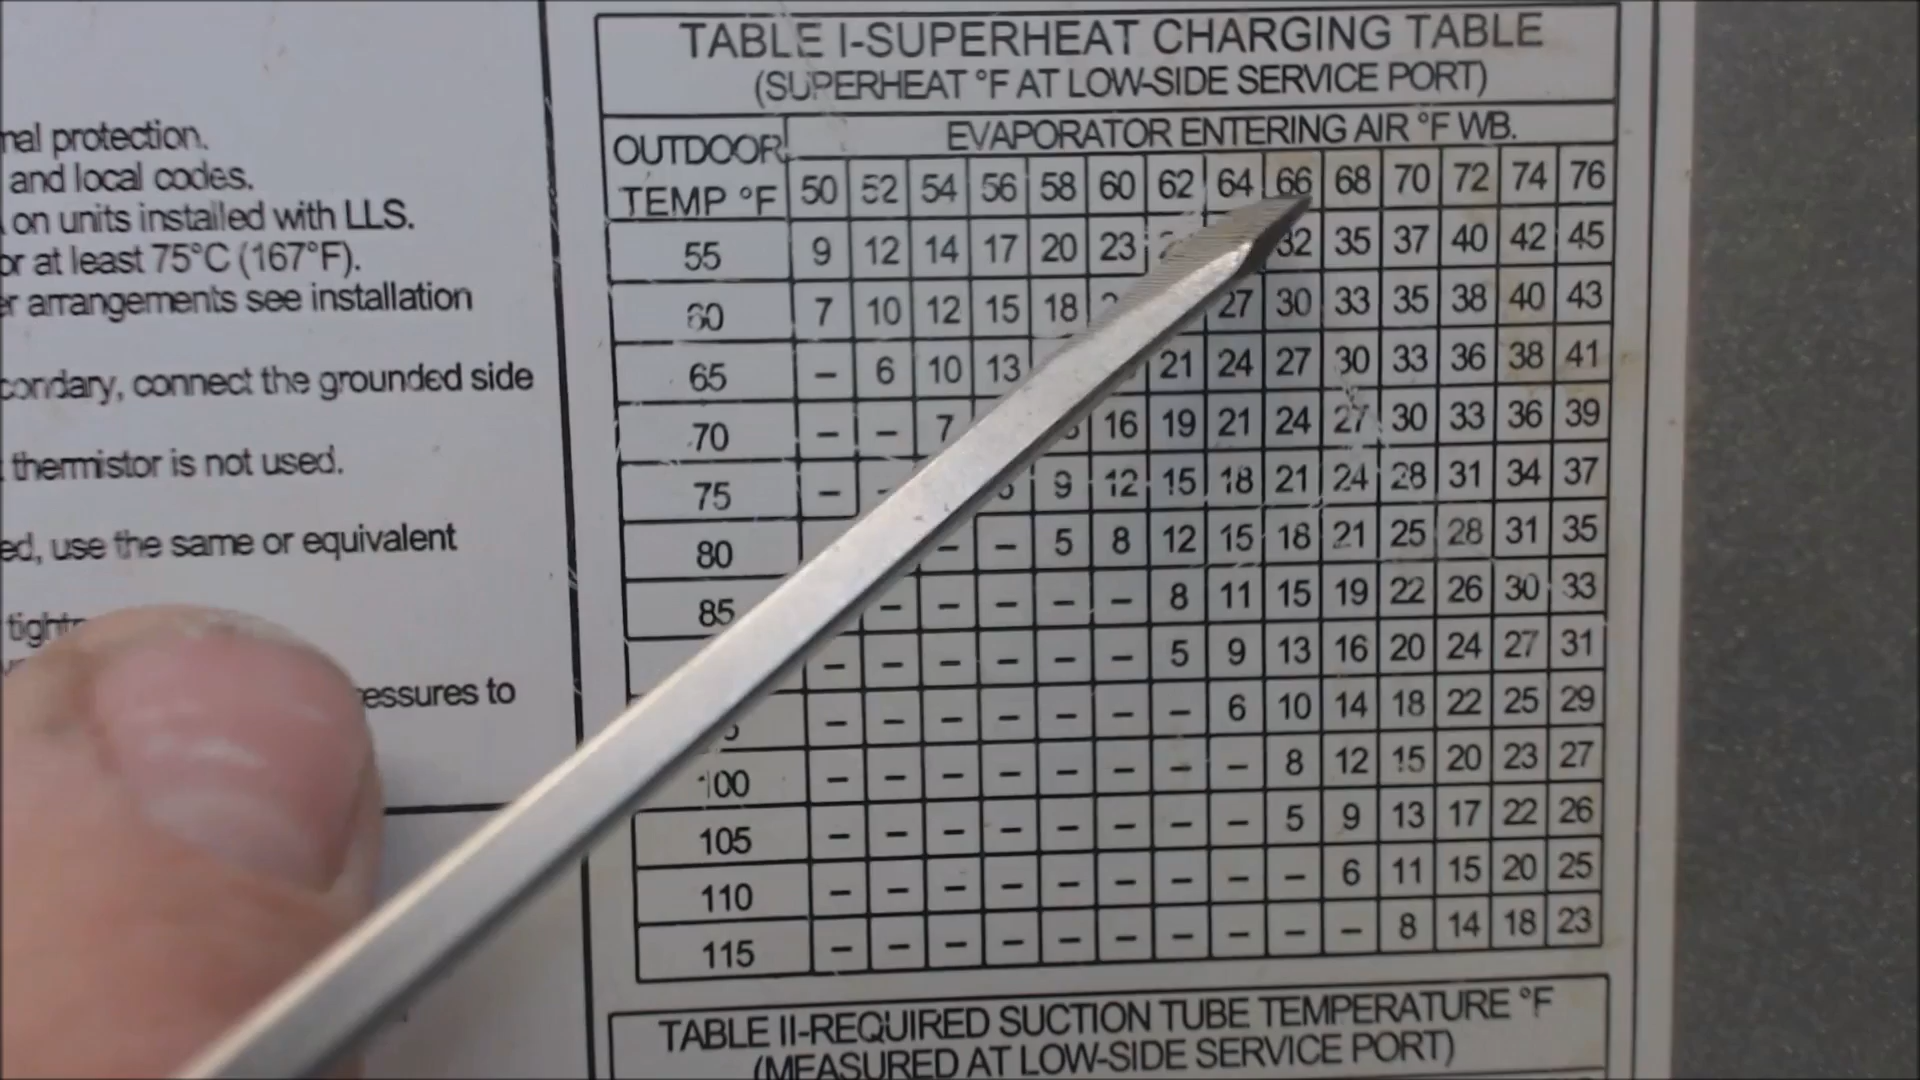 nal protection.
and local codes.
on units installed with LLS.
or at least 75°C (167°F).
er arrangements see installation
condary, connect the grounded side
thermistor is not used.
ed, use the same or equivalent
essures to
TABLE I-SUPERHEAT CHARGING TABLE
(SUPERHEAT °F AT LOW-SIDE SERVICE PORT)
OUTDOOR TEMP °F
EVAPORATOR ENTERING AIR °F WB.
50 52 54 56 58 60 62 64 66 68 70 72 74 76
55 9 12 14 17 20 23 32 35 37 40 42 45
60 7 10 12 15 18 27 30 33 35 38 40 43
65 – 6 10 13 21 24 27 30 33 36 38 41
70 – – 7 16 19 21 24 27 30 33 36 39
75 – 9 12 15 18 21 24 28 31 34 37
80 – – 5 8 12 15 18 21 25 28 31 35
85 – – – – – 8 11 15 19 22 26 30 33
– – – – – – 5 9 13 16 20 24 27 31
– – – – – – – 6 10 14 18 22 25 29
100 – – – – – – – – 8 12 15 20 23 27
105 – – – – – – – – 5 9 13 17 22 26
110 – – – – – – – – – 6 11 15 20 25
115 – – – – – – – – – – 8 14 18 23
TABLE II-REQUIRED SUCTION TUBE TEMPERATURE °F
(MEASURED AT LOW-SIDE SERVICE PORT)